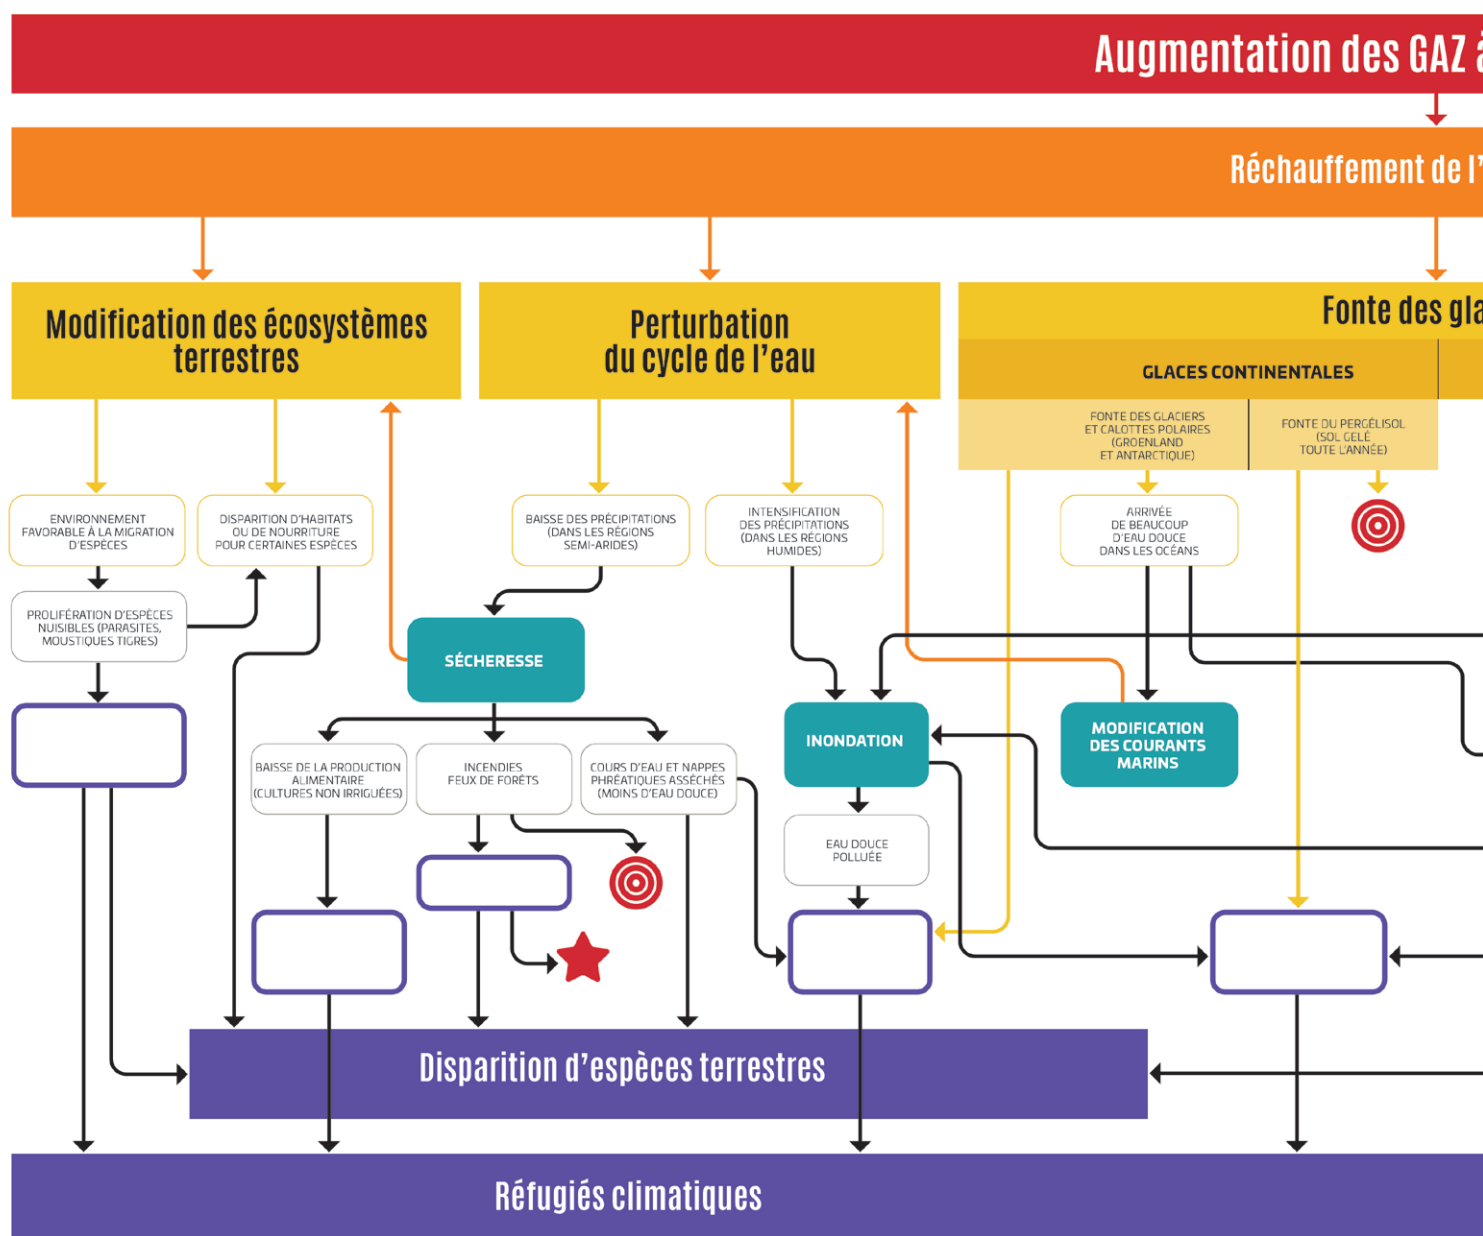 Augmentation des GAZ à
Réchauffement de l’
Modification des écosystèmes
terrestres
Perturbation
du cycle de l’eau
Fonte des gla
GLACES CONTINENTALES
FONTE DES GLACIERS
ET CALOTTES POLAIRES
(GROENLAND
ET ANTARCTIQUE)
FONTE DU PERGÉLISOL
(SOL GELÉ
TOUTE L’ANNÉE)
ENVIRONNEMENT
FAVORABLE À LA MIGRATION
D’ESPÈCES
DISPARITION D’HABITATS
OU DE NOURRITURE
POUR CERTAINES ESPÈCES
BAISSE DES PRÉCIPITATIONS
(DANS LES RÉGIONS
SEMI-ARIDES)
INTENSIFICATION
DES PRÉCIPITATIONS
(DANS LES RÉGIONS
HUMIDES)
ARRIVÉE
DE BEAUCOUP
D’EAU DOUCE
DANS LES OCÉANS
PROLIFÉRATION D’ESPÈCES
NUISIBLES (PARASITES,
MOUSTIQUES TIGRES)
SÉCHERESSE
INONDATION
MODIFICATION
DES COURANTS
MARINS
BAISSE DE LA PRODUCTION
ALIMENTAIRE
(CULTURES NON IRRIGUÉES)
INCENDIES
FEUX DE FORÊTS
COURS D’EAU ET NAPPES
PHRÉATIQUES ASSÉCHÉS
(MOINS D’EAU DOUCE)
EAU DOUCE
POLLUÉE
Disparition d’espèces terrestres
Réfugiés climatiques